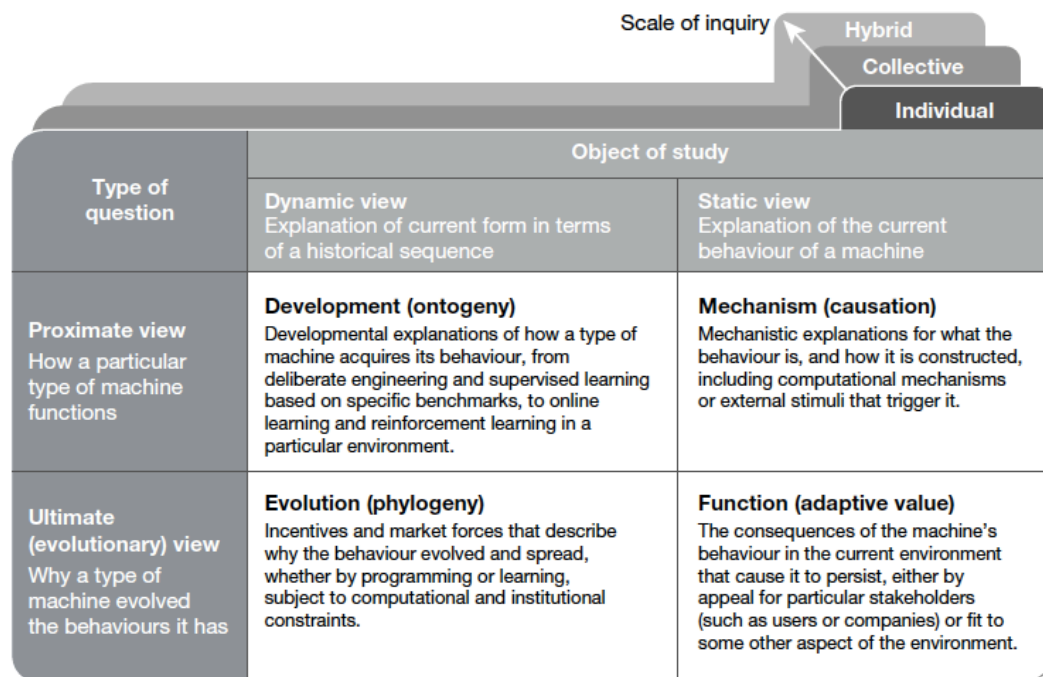 Scale of inquiry
Hybrid
Collective
Individual
Type of
question
Object of study
Dynamic view
Explanation of current form in terms
of a historical sequence
Static view
Explanation of the current
behaviour of a machine
Proximate view
How a particular
type of machine
functions
Development (ontogeny)
Developmental explanations of how a type of
machine acquires its behaviour, from
deliberate engineering and supervised learning
based on specific benchmarks, to online
learning and reinforcement learning in a
particular environment.
Mechanism (causation)
Mechanistic explanations for what the
behaviour is, and how it is constructed,
including computational mechanisms
or external stimuli that trigger it.
Ultimate
(evolutionary) view
Why a type of
machine evolved
the behaviours it has
Evolution (phylogeny)
Incentives and market forces that describe
why the behaviour evolved and spread,
whether by programming or learning,
subject to computational and institutional
constraints.
Function (adaptive value)
The consequences of the machine's
behaviour in the current environment
that cause it to persist, either by
appeal for particular stakeholders
(such as users or companies) or fit to
some other aspect of the environment.